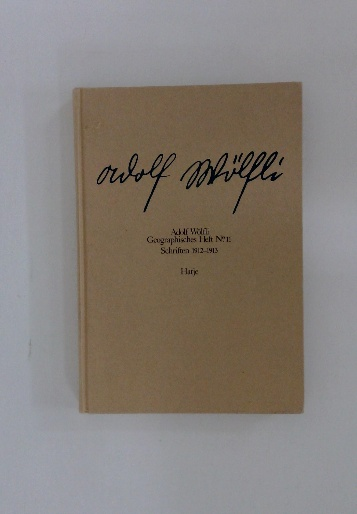 adolf Wölfli
Adolf Wölfli
Geographisches Heft No 11
Schriften 1912–1913
Hatje